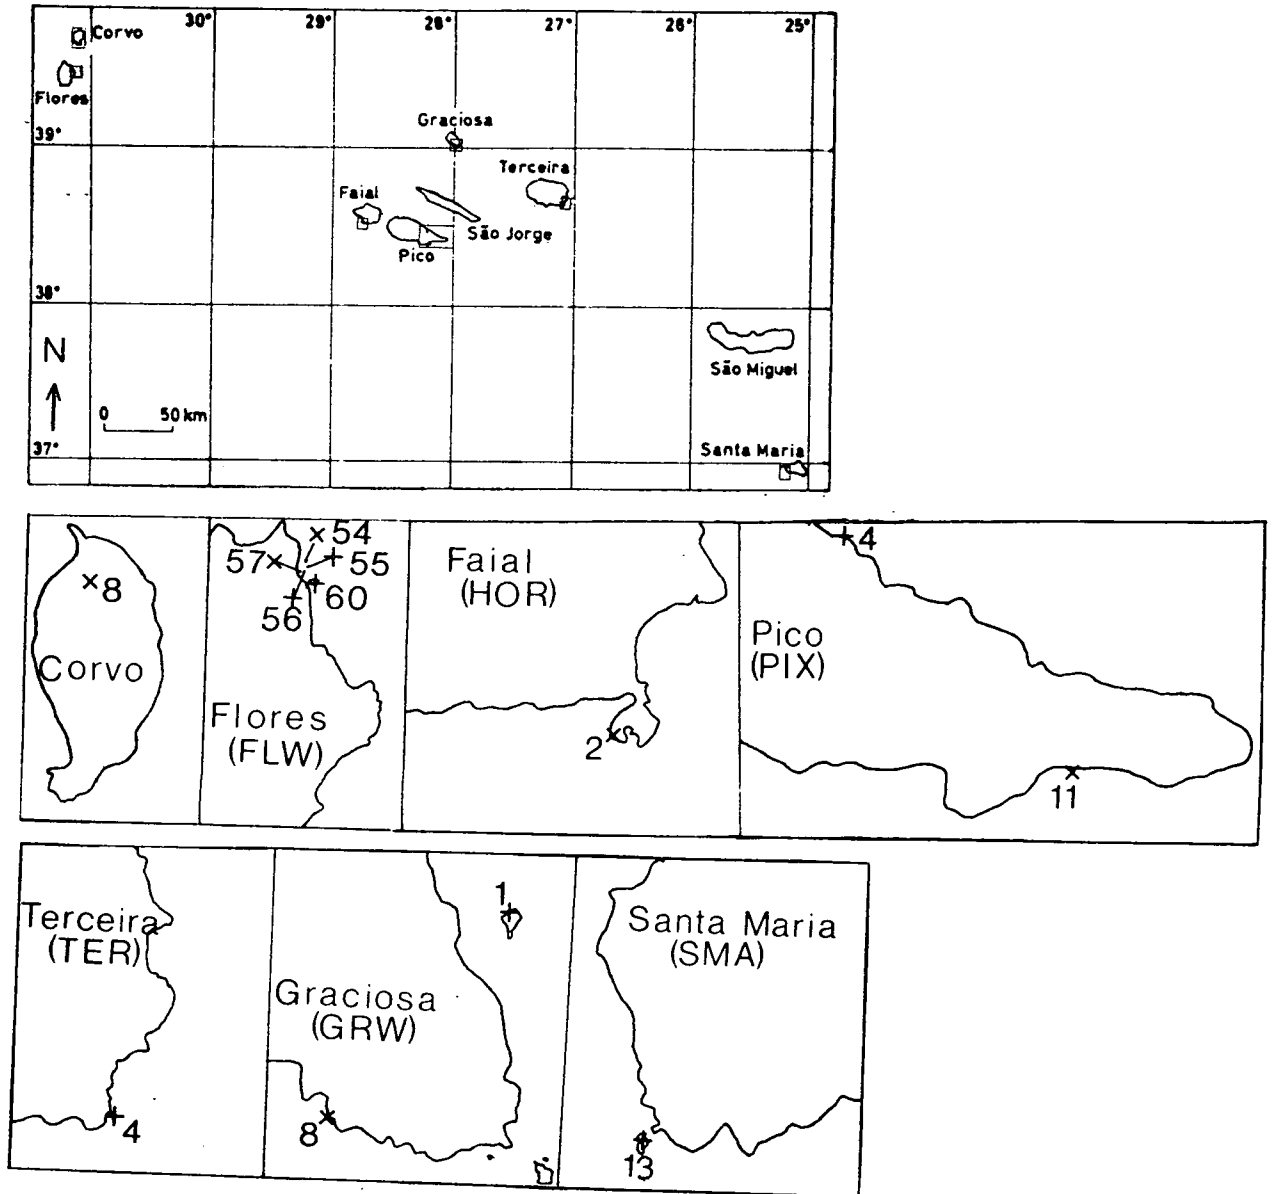 30° 29° 28° 27° 26° 25°
Corvo
Flores
Graciosa
39°
Terceira
Faial
São Jorge
Pico
38°
N
São Miguel
0 50 km
37°
Santa Maria
54
57 55
Faial
(HOR)
4
8 60
56
Pico
(PIX)
Corvo
Flores
(FLW)
2
11
1
Terceira
(TER)
Santa Maria
(SMA)
Graciosa
(GRW)
4
8
13